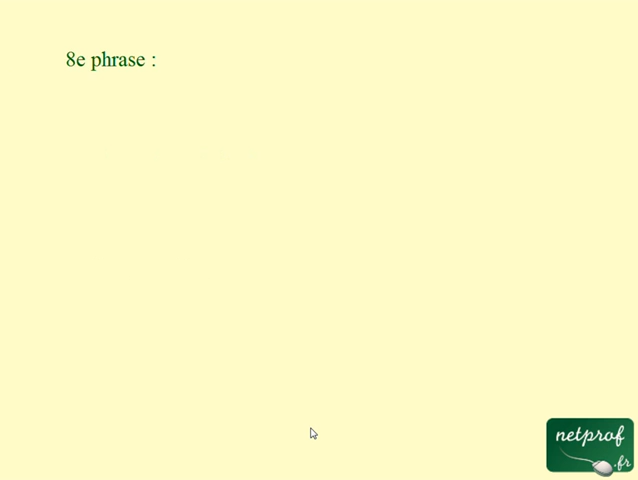 8e phrase :
netprof
.fr